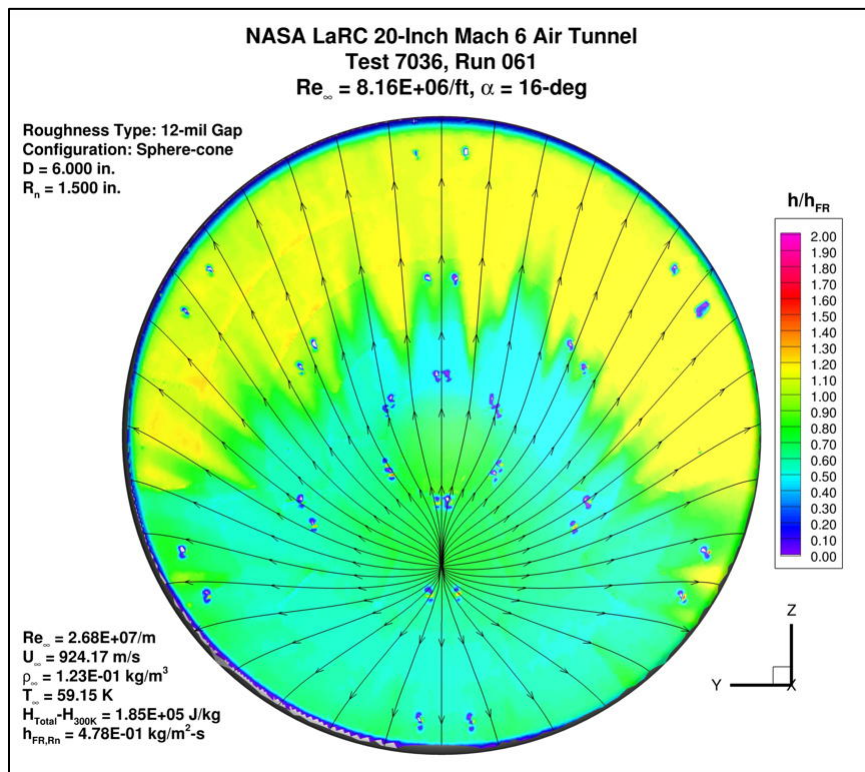 NASA LaRC 20-Inch Mach 6 Air Tunnel
Test 7036, Run 061
Re∞ = 8.16E+06/ft, α = 16-deg
Roughness Type: 12-mil Gap
Configuration: Sphere-cone
D = 6.000 in.
Rn = 1.500 in.
h/hFR
2.00
1.90
1.80
1.70
1.60
1.50
1.40
1.30
1.20
1.10
1.00
0.90
0.80
0.70
0.60
0.50
0.40
0.30
0.20
0.10
0.00
Re∞ = 2.68E+07/m
U∞ = 924.17 m/s
ρ∞ = 1.23E-01 kg/m³
T∞ = 59.15 K
HTotal-H300K = 1.85E+05 J/kg
hFR,Rn = 4.78E-01 kg/m²-s
Z
Y
X